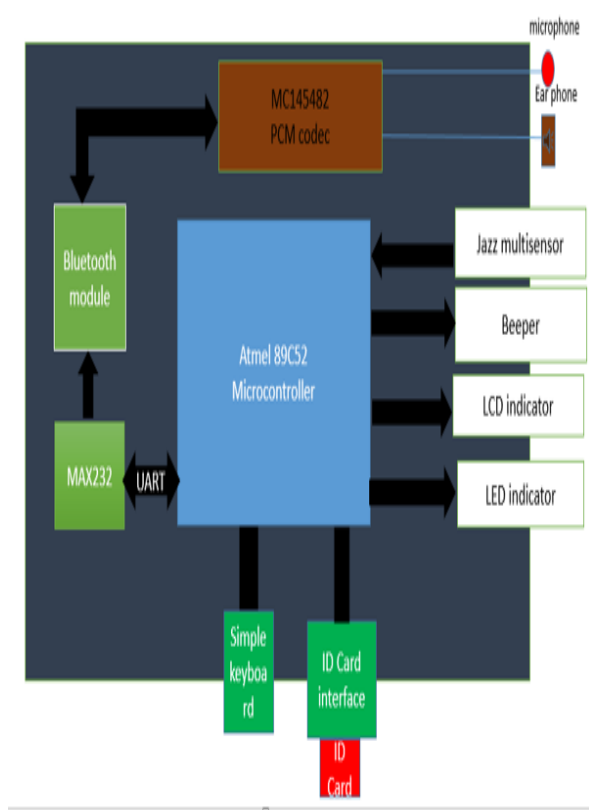 microphone
MC145482
PCM codec
Ear phone
Bluetooth
module
Jazz multisensor
Beeper
Atmel 89C52
Microcontroller
LCD indicator
MAX232
UART
LED indicator
Simple
keyboa
rd
ID Card
interface
ID
Card